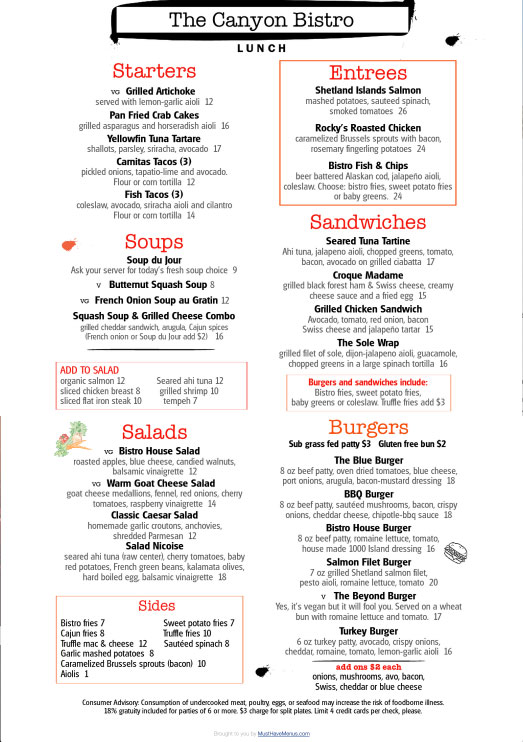 The Canyon Bistro
LUNCH
Starters
VG Grilled Artichoke
served with lemon-garlic aioli 12
Pan Fried Crab Cakes
grilled asparagus and horseradish aioli 16
Yellowfin Tuna Tartare
shallots, parsley, sriracha, avocado 17
Carnitas Tacos (3)
pickled onions, tapatio-lime and avocado.
Flour or corn tortilla 12
Fish Tacos (3)
coleslaw, avocado, sriracha aioli and cilantro
Flour or corn tortilla 14
Soups
Soup du Jour
Ask your server for today's fresh soup choice 9
V Butternut Squash Soup 8
VG French Onion Soup au Gratin 12
Squash Soup & Grilled Cheese Combo
grilled cheddar sandwich, arugula, Cajun spices
(French onion or Soup du Jour add $2) 16
ADD TO SALAD
organic salmon 12 Seared ahi tuna 12
sliced chicken breast 8 grilled shrimp 10
sliced flat iron steak 10 tempeh 7
Salads
VG Bistro House Salad
roasted apples, blue cheese, candied walnuts,
balsamic vinaigrette 12
VG Warm Goat Cheese Salad
goat cheese medallions, fennel, red onions, cherry
tomatoes, raspberry vinaigrette 14
Classic Caesar Salad
homemade garlic croutons, anchovies,
shredded Parmesan 12
Salad Nicoise
seared ahi tuna (raw center), cherry tomatoes, baby
red potatoes, French green beans, kalamata olives,
hard boiled egg, balsamic vinaigrette 18
Sides
Bistro fries 7 Sweet potato fries 7
Cajun fries 8 Truffle fries 10
Truffle mac & cheese 12 Sautéed spinach 8
Garlic mashed potatoes 8
Caramelized Brussels sprouts (bacon) 10
Aiolis 1
Entrees
Shetland Islands Salmon
mashed potatoes, sauteed spinach,
smoked tomatoes 26
Rocky's Roasted Chicken
caramelized Brussels sprouts with bacon,
rosemary fingerling potatoes 24
Bistro Fish & Chips
beer battered Alaskan cod, jalapeño aioli,
coleslaw. Choose: bistro fries, sweet potato fries
or baby greens. 24
Sandwiches
Seared Tuna Tartine
Ahi tuna, jalapeno aioli, chopped greens, tomato,
bacon, avocado on grilled ciabatta 17
Croque Madame
grilled black forest ham & Swiss cheese, creamy
cheese sauce and a fried egg 15
Grilled Chicken Sandwich
Avocado, tomato, red onion, bacon
Swiss cheese and jalapeño tartar 15
The Sole Wrap
grilled filet of sole, dijon-jalapeno aioli, guacamole,
chopped greens in a large spinach tortilla 16
Burgers and sandwiches include:
Bistro fries, sweet potato fries,
baby greens or coleslaw. Truffle fries add $3
Burgers
Sub grass fed patty $3 Gluten free bun $2
The Blue Burger
8 oz beef patty, oven dried tomatoes, blue cheese,
port onions, arugula, bacon-mustard dressing 18
BBQ Burger
8 oz beef patty, sautéed mushrooms, bacon, crispy
onions, cheddar cheese, chipotle-bbq sauce 18
Bistro House Burger
8 oz beef patty, romaine lettuce, tomato,
house made 1000 Island dressing 16
Salmon Filet Burger
7 oz grilled Shetland salmon filet,
pesto aioli, romaine lettuce, tomato 20
V The Beyond Burger
Yes, it's vegan but it will fool you. Served on a wheat
bun with romaine lettuce and tomato. 17
Turkey Burger
6 oz turkey patty, avocado, crispy onions,
cheddar, romaine, tomato, lemon-garlic aioli 16
add ons $2 each
onions, mushrooms, avo, bacon,
Swiss, cheddar or blue cheese
Consumer Advisory: Consumption of undercooked meat, poultry, eggs, or seafood may increase the risk of foodborne illness.
18% gratuity included for parties of 6 or more. $3 charge for split plates. Limit 4 credit cards per check, please.
Brought to you by MustHaveMenus.com